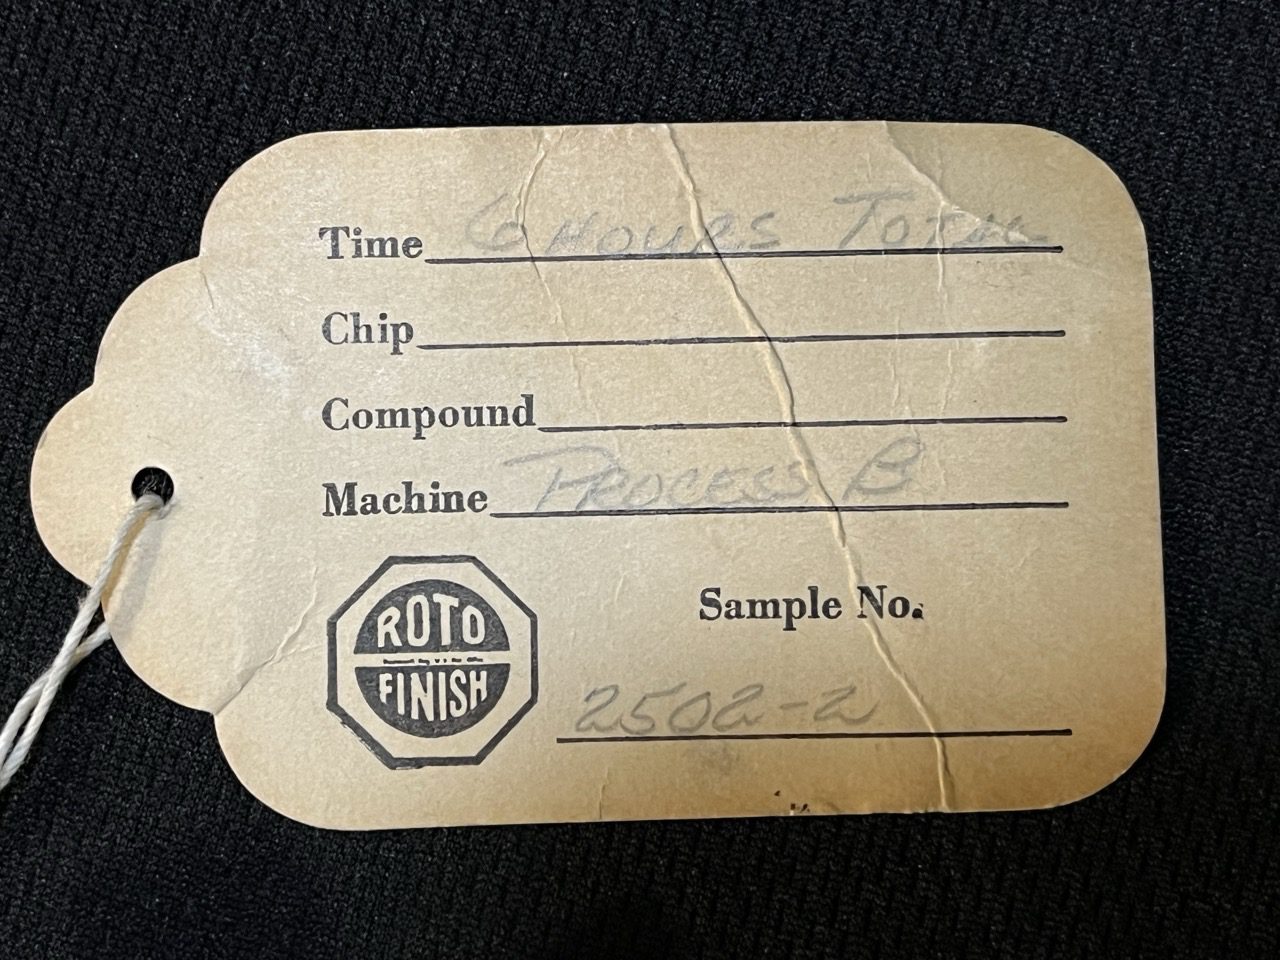 Time 6 HOURS TOTAL
Chip
Compound
Machine PROCESS B
Sample No.
2502-2
ROTO
FINISH